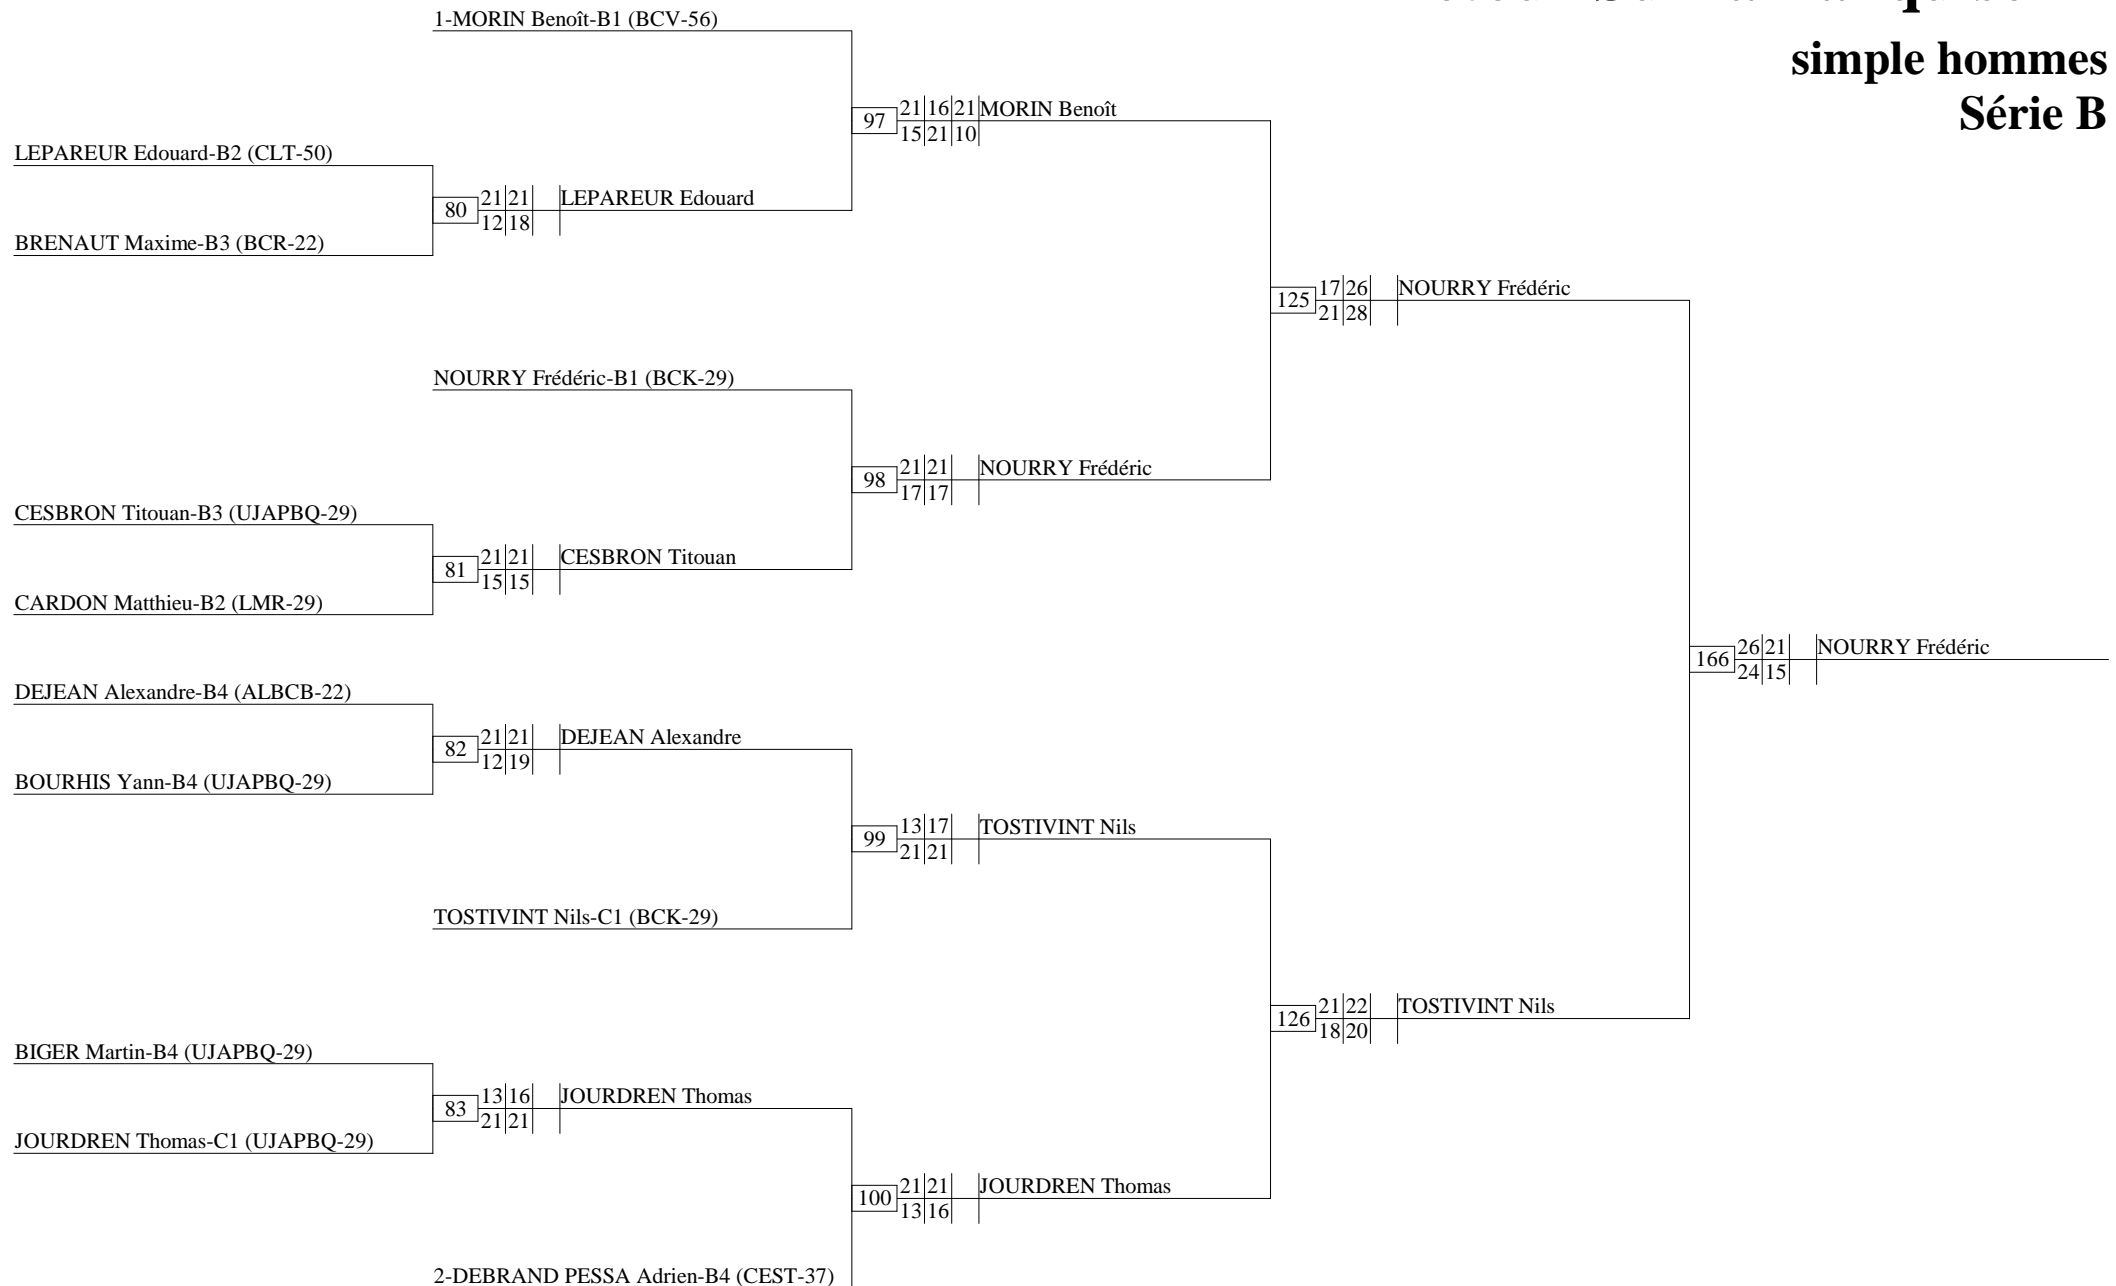 simple hommes
Série B
1-MORIN Benoît-B1 (BCV-56)
97
21 16 21
15 21 10
MORIN Benoît
LEPAREUR Edouard-B2 (CLT-50)
80
21 21
12 18
LEPAREUR Edouard
BRENAUT Maxime-B3 (BCR-22)
125
17 26
21 28
NOURRY Frédéric
NOURRY Frédéric-B1 (BCK-29)
98
21 21
17 17
NOURRY Frédéric
CESBRON Titouan-B3 (UJAPBQ-29)
81
21 21
15 15
CESBRON Titouan
CARDON Matthieu-B2 (LMR-29)
166
26 21
24 15
NOURRY Frédéric
DEJEAN Alexandre-B4 (ALBCB-22)
82
21 21
12 19
DEJEAN Alexandre
BOURHIS Yann-B4 (UJAPBQ-29)
99
13 17
21 21
TOSTIVINT Nils
TOSTIVINT Nils-C1 (BCK-29)
126
21 22
18 20
TOSTIVINT Nils
BIGER Martin-B4 (UJAPBQ-29)
83
13 16
21 21
JOURDREN Thomas
JOURDREN Thomas-C1 (UJAPBQ-29)
100
21 21
13 16
JOURDREN Thomas
2-DEBRAND PESSA Adrien-B4 (CEST-37)